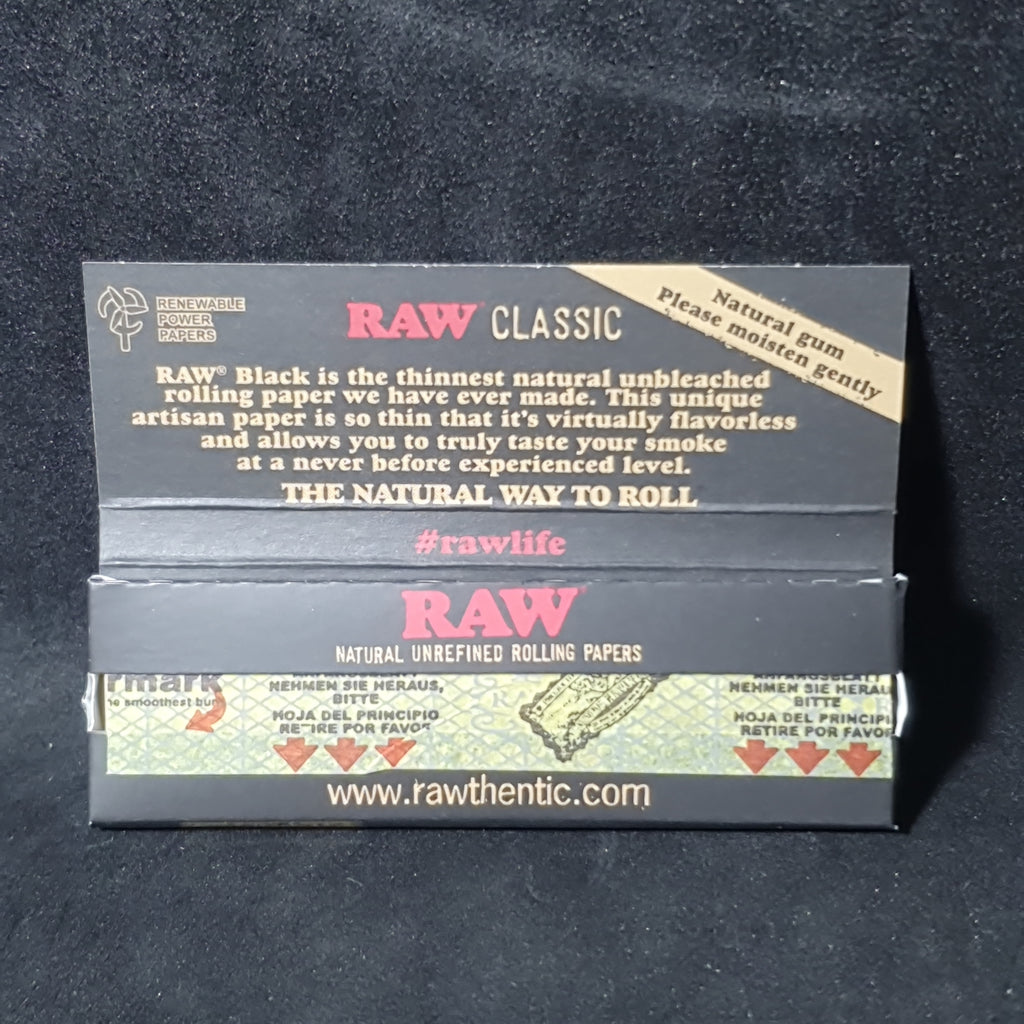 RENEWABLE
POWER
PAPERS
RAW CLASSIC
Natural gum
Please moisten gently
RAW® Black is the thinnest natural unbleached
rolling paper we have ever made. This unique
artisan paper is so thin that it's virtually flavorless
and allows you to truly taste your smoke
at a never before experienced level.
THE NATURAL WAY TO ROLL
#rawlife
RAW
NATURAL UNREFINED ROLLING PAPERS
rmark
smoothest
NEHMEN SIE HERAUS,
BITTE
HOJA DEL PRINCIPIO
RETIRE POR FAVOR
NEHMEN SIE HERAU
BITTE
HOJA DEL PRINCIPI
RETIRE POR FAVOR
www.rawthentic.com